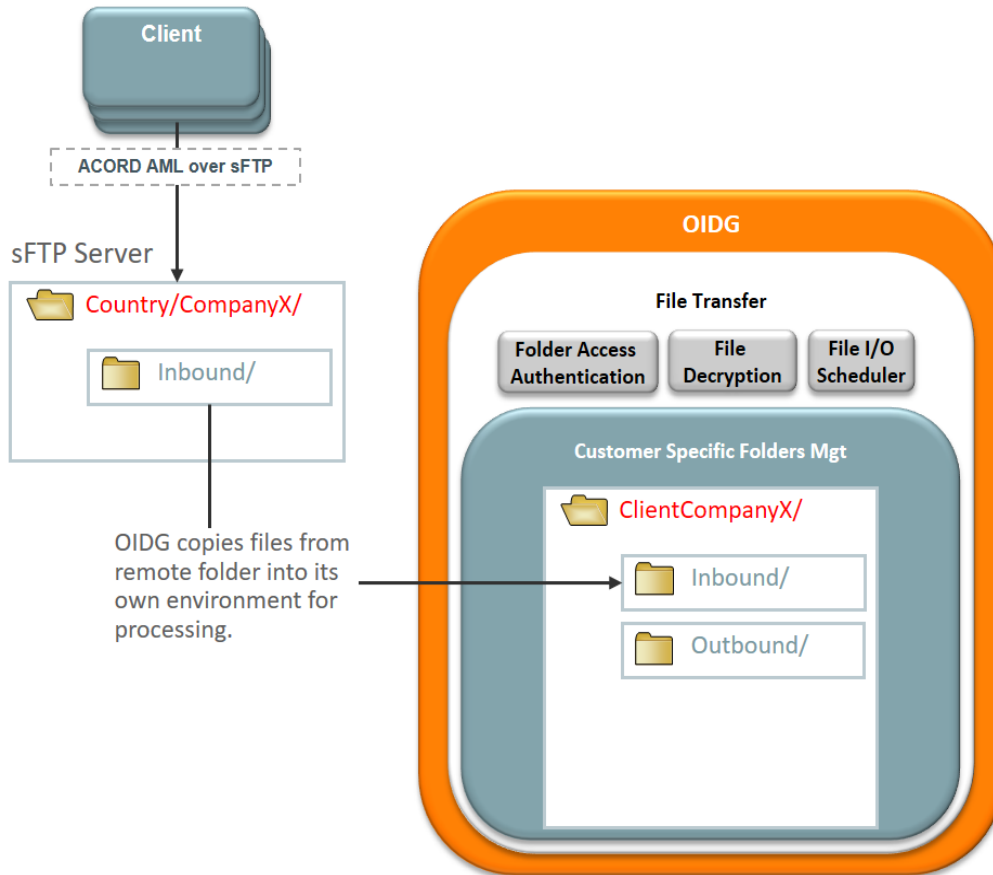 Client
ACORD AML over sFTP
sFTP Server
Country/CompanyX/
Inbound/
OIDG copies files from
remote folder into its
own environment for
processing.
OIDG
File Transfer
Folder Access
Authentication
File
Decryption
File I/O
Scheduler
Customer Specific Folders Mgt
ClientCompanyX/
Inbound/
Outbound/